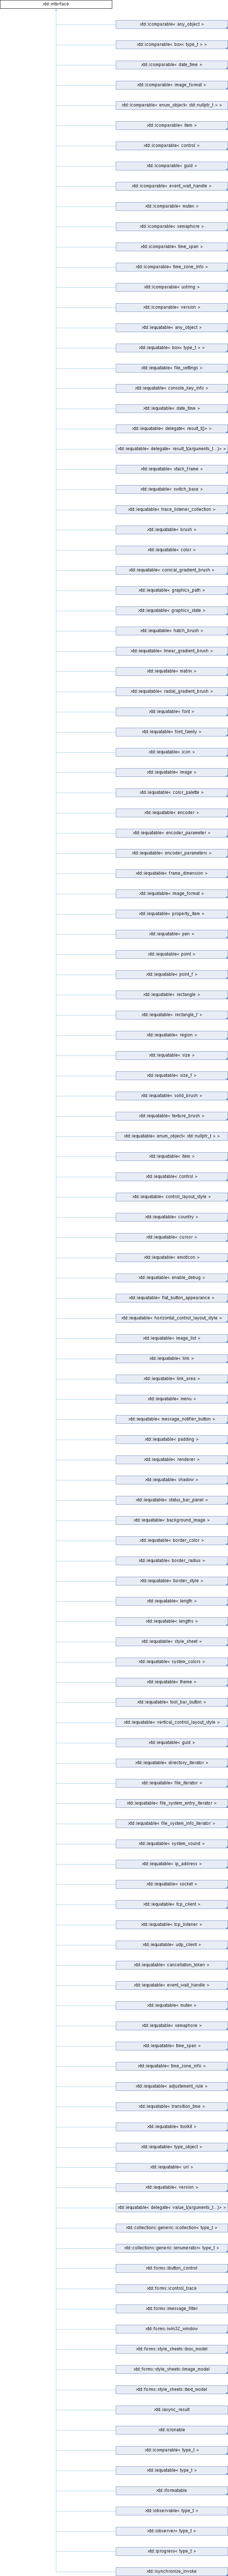 xtd::interface
xtd::icomparable< any_object >
xtd::icomparable< box< type_t > >
xtd::icomparable< date_time >
xtd::icomparable< image_format >
xtd::icomparable< enum_object< std::nullptr_t > >
xtd::icomparable< item >
xtd::icomparable< control >
xtd::icomparable< guid >
xtd::icomparable< event_wait_handle >
xtd::icomparable< mutex >
xtd::icomparable< semaphore >
xtd::icomparable< time_span >
xtd::icomparable< time_zone_info >
xtd::icomparable< ustring >
xtd::icomparable< version >
xtd::iequatable< any_object >
xtd::iequatable< box< type_t > >
xtd::iequatable< file_settings >
xtd::iequatable< console_key_info >
xtd::iequatable< date_time >
xtd::iequatable< delegate< result_t()> >
xtd::iequatable< delegate< result_t(arguments_t...)> >
xtd::iequatable< stack_frame >
xtd::iequatable< switch_base >
xtd::iequatable< trace_listener_collection >
xtd::iequatable< brush >
xtd::iequatable< color >
xtd::iequatable< conical_gradient_brush >
xtd::iequatable< graphics_path >
xtd::iequatable< graphics_state >
xtd::iequatable< hatch_brush >
xtd::iequatable< linear_gradient_brush >
xtd::iequatable< matrix >
xtd::iequatable< radial_gradient_brush >
xtd::iequatable< font >
xtd::iequatable< font_family >
xtd::iequatable< icon >
xtd::iequatable< image >
xtd::iequatable< color_palette >
xtd::iequatable< encoder >
xtd::iequatable< encoder_parameter >
xtd::iequatable< encoder_parameters >
xtd::iequatable< frame_dimension >
xtd::iequatable< image_format >
xtd::iequatable< property_item >
xtd::iequatable< pen >
xtd::iequatable< point >
xtd::iequatable< point_f >
xtd::iequatable< rectangle >
xtd::iequatable< rectangle_f >
xtd::iequatable< region >
xtd::iequatable< size >
xtd::iequatable< size_f >
xtd::iequatable< solid_brush >
xtd::iequatable< texture_brush >
xtd::iequatable< enum_object< std::nullptr_t > >
xtd::iequatable< item >
xtd::iequatable< control >
xtd::iequatable< control_layout_style >
xtd::iequatable< country >
xtd::iequatable< cursor >
xtd::iequatable< emoticon >
xtd::iequatable< enable_debug >
xtd::iequatable< flat_button_appearance >
xtd::iequatable< horizontal_control_layout_style >
xtd::iequatable< image_list >
xtd::iequatable< link >
xtd::iequatable< link_area >
xtd::iequatable< menu >
xtd::iequatable< message_notifier_button >
xtd::iequatable< padding >
xtd::iequatable< renderer >
xtd::iequatable< shadow >
xtd::iequatable< status_bar_panel >
xtd::iequatable< background_image >
xtd::iequatable< border_color >
xtd::iequatable< border_radius >
xtd::iequatable< border_style >
xtd::iequatable< length >
xtd::iequatable< lengths >
xtd::iequatable< style_sheet >
xtd::iequatable< system_colors >
xtd::iequatable< theme >
xtd::iequatable< tool_bar_button >
xtd::iequatable< vertical_control_layout_style >
xtd::iequatable< guid >
xtd::iequatable< directory_iterator >
xtd::iequatable< file_iterator >
xtd::iequatable< file_system_entry_iterator >
xtd::iequatable< file_system_info_iterator >
xtd::iequatable< system_sound >
xtd::iequatable< ip_address >
xtd::iequatable< socket >
xtd::iequatable< tcp_client >
xtd::iequatable< tcp_listener >
xtd::iequatable< udp_client >
xtd::iequatable< cancellation_token >
xtd::iequatable< event_wait_handle >
xtd::iequatable< mutex >
xtd::iequatable< semaphore >
xtd::iequatable< time_span >
xtd::iequatable< time_zone_info >
xtd::iequatable< adjustement_rule >
xtd::iequatable< transition_time >
xtd::iequatable< toolkit >
xtd::iequatable< type_object >
xtd::iequatable< uri >
xtd::iequatable< version >
xtd::iequatable< delegate< value_t(arguments_t...)> >
xtd::collections::generic::icollection< type_t >
xtd::collections::generic::ienumerator< type_t >
xtd::forms::ibutton_control
xtd::forms::icontrol_trace
xtd::forms::imessage_filter
xtd::forms::iwin32_window
xtd::forms::style_sheets::ibox_model
xtd::forms::style_sheets::iimage_model
xtd::forms::style_sheets::itext_model
xtd::iasync_result
xtd::iclonable
xtd::icomparable< type_t >
xtd::iequatable< type_t >
xtd::iformatable
xtd::iobservable< type_t >
xtd::iobserver< type_t >
xtd::iprogress< type_t >
xtd::isynchronize_invoke